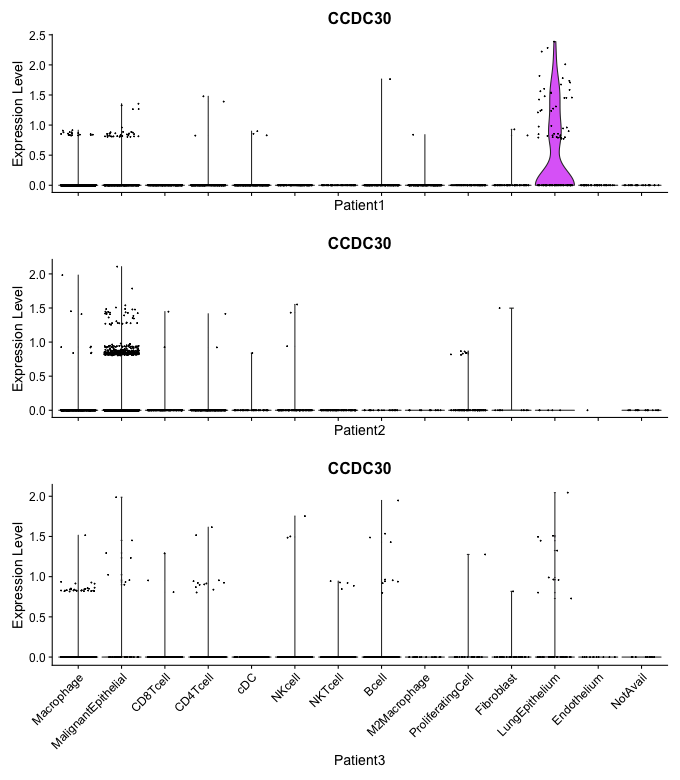 CCDC30
Expression Level
2.5
2.0
1.5
1.0
0.5
0.0
Patient1
CCDC30
Expression Level
2.0
1.5
1.0
0.5
0.0
Patient2
CCDC30
Expression Level
2.0
1.5
1.0
0.5
0.0
Macrophage
MalignantEpithelial
CD8Tcell
CD4Tcell
cDC
NKcell
NKTcell
Bcell
M2Macrophage
ProliferatingCell
Fibroblast
LungEpithelium
Endothelium
NotAvail
Patient3